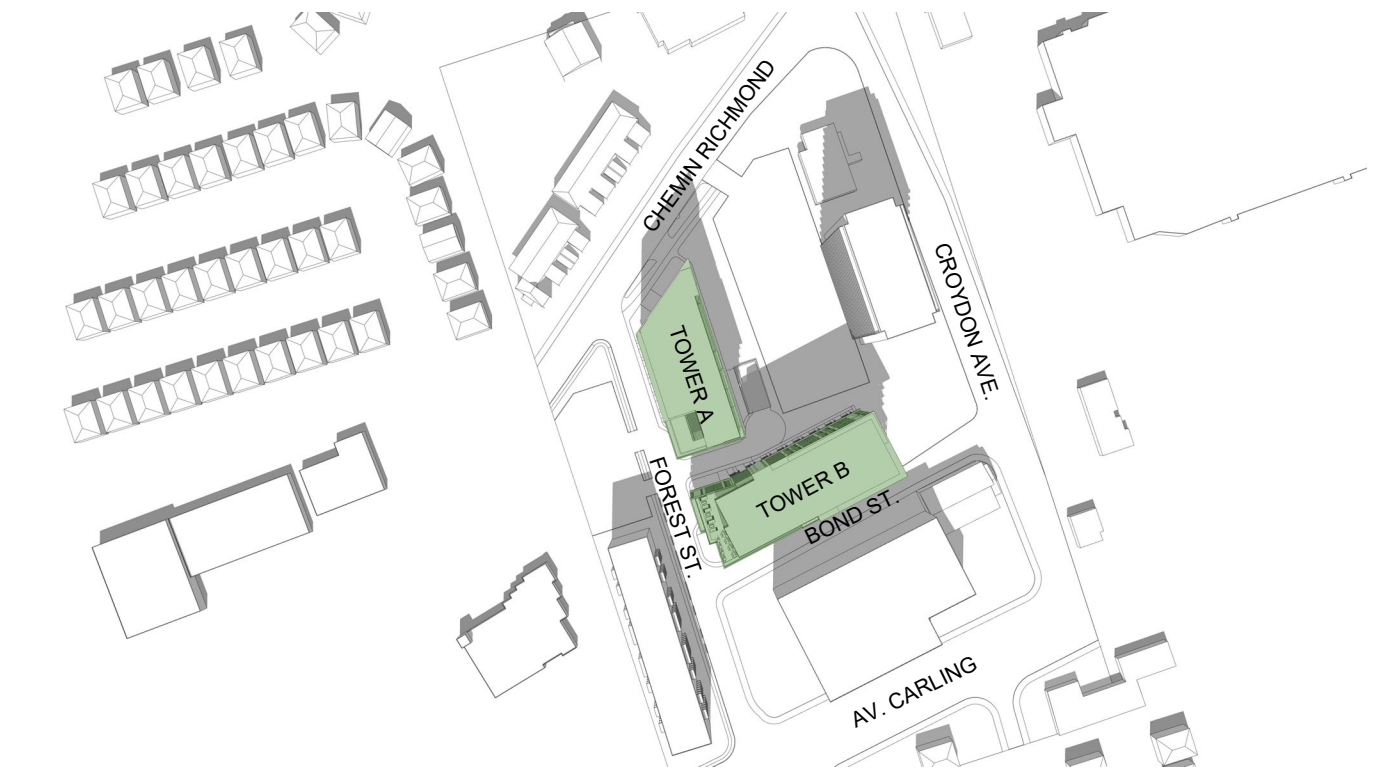 CHEMIN RICHMOND
CROYDON AVE.
TOWER A
TOWER B
FOREST ST.
BOND ST.
AV. CARLING